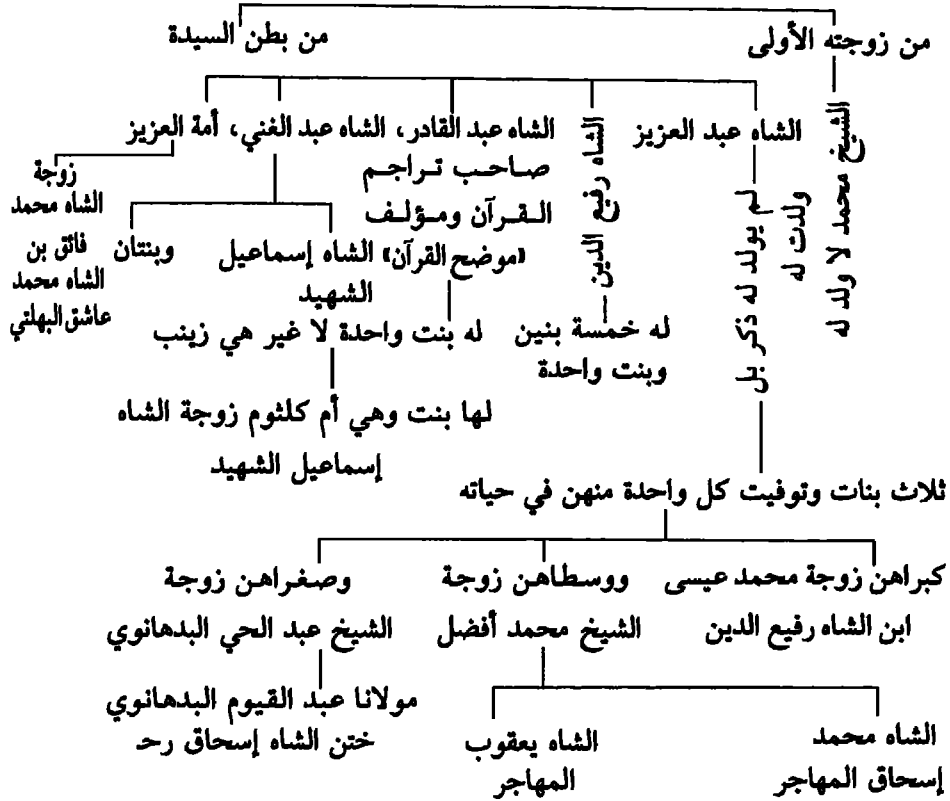 من زوجته الأولى
من بطن السيدة
الشيخ محمد لا ولد له
الشاه عبد العزيز
لم يولد له ذكر بل
ولدت له
الشاه رفيع الدين
له خمسة بنين
وبنت واحدة
الشاه عبد القادر، الشاه عبد الغني، أمة العزيز
صاحب تراجم
القرآن ومؤلف
«موضح القرآن»
له بنت واحدة لا غير هي زينب
لها بنت وهي أم كلثوم زوجة الشاه
إسماعيل الشهيد
الشاه إسماعيل
الشهيد
وبنتان
زوجة
الشاه محمد
فائق بن
الشاه محمد
عاشق البهلتي
ثلاث بنات وتوفيت كل واحدة منهن في حياته
كبراهن زوجة محمد عيسى
ابن الشاه رفيع الدين
ووسطاهن زوجة
الشيخ محمد أفضل
وصغراهن زوجة
الشيخ عبد الحي البدهانوي
الشاه محمد
إسحاق المهاجر
الشاه يعقوب
المهاجر
مولانا عبد القيوم البدهانوي
ختن الشاه إسحاق رحـ